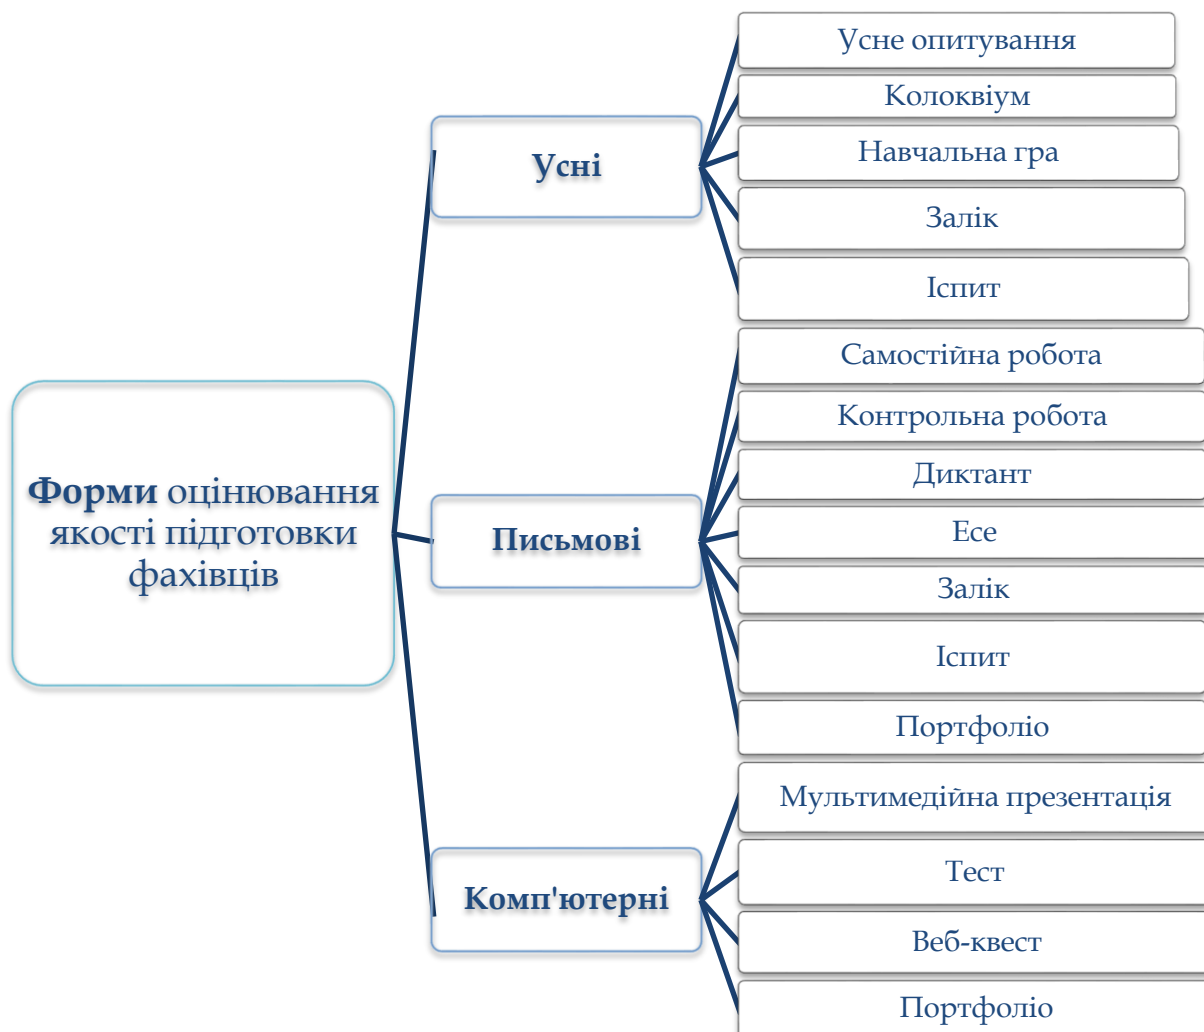 Форми оцінювання
якості підготовки
фахівців
Усні
Усне опитування
Колоквіум
Навчальна гра
Залік
Іспит
Письмові
Самостійна робота
Контрольна робота
Диктант
Есе
Залік
Іспит
Портфоліо
Комп'ютерні
Мультимедійна презентація
Тест
Веб-квест
Портфоліо